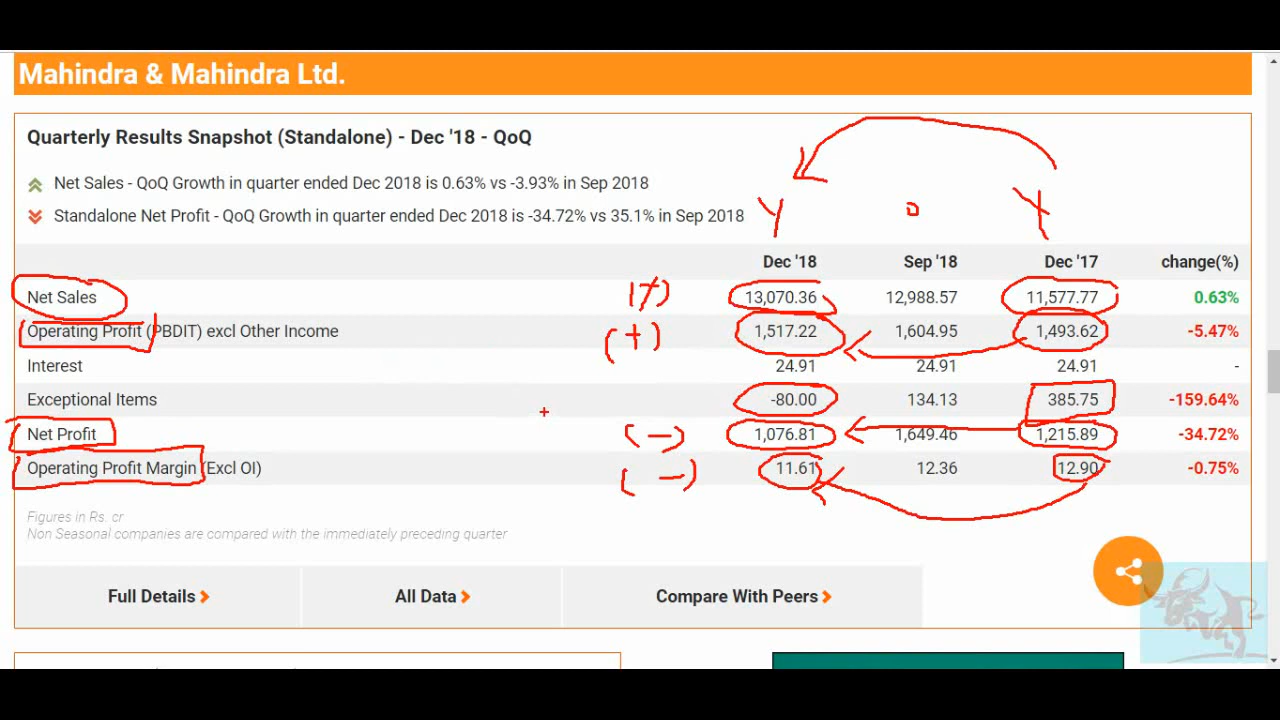 Mahindra & Mahindra Ltd.
Quarterly Results Snapshot (Standalone) - Dec '18 - QoQ
Net Sales - QoQ Growth in quarter ended Dec 2018 is 0.63% vs -3.93% in Sep 2018
Standalone Net Profit - QoQ Growth in quarter ended Dec 2018 is -34.72% vs 35.1% in Sep 2018
Y o Y
Dec '18 Sep '18 Dec '17 change(%)
Net Sales (+) 13,070.36 12,988.57 11,577.77 0.63%
Operating Profit (PBDIT) excl Other Income (+) 1,517.22 1,604.95 1,493.62 -5.47%
Interest 24.91 24.91 24.91 -
Exceptional Items -80.00 134.13 385.75 -159.64%
Net Profit (-) 1,076.81 1,649.46 1,215.89 -34.72%
Operating Profit Margin (Excl OI) (-) 11.61 12.36 12.90 -0.75%
Figures in Rs. cr
Non Seasonal companies are compared with the immediately preceding quarter
Full Details All Data Compare With Peers